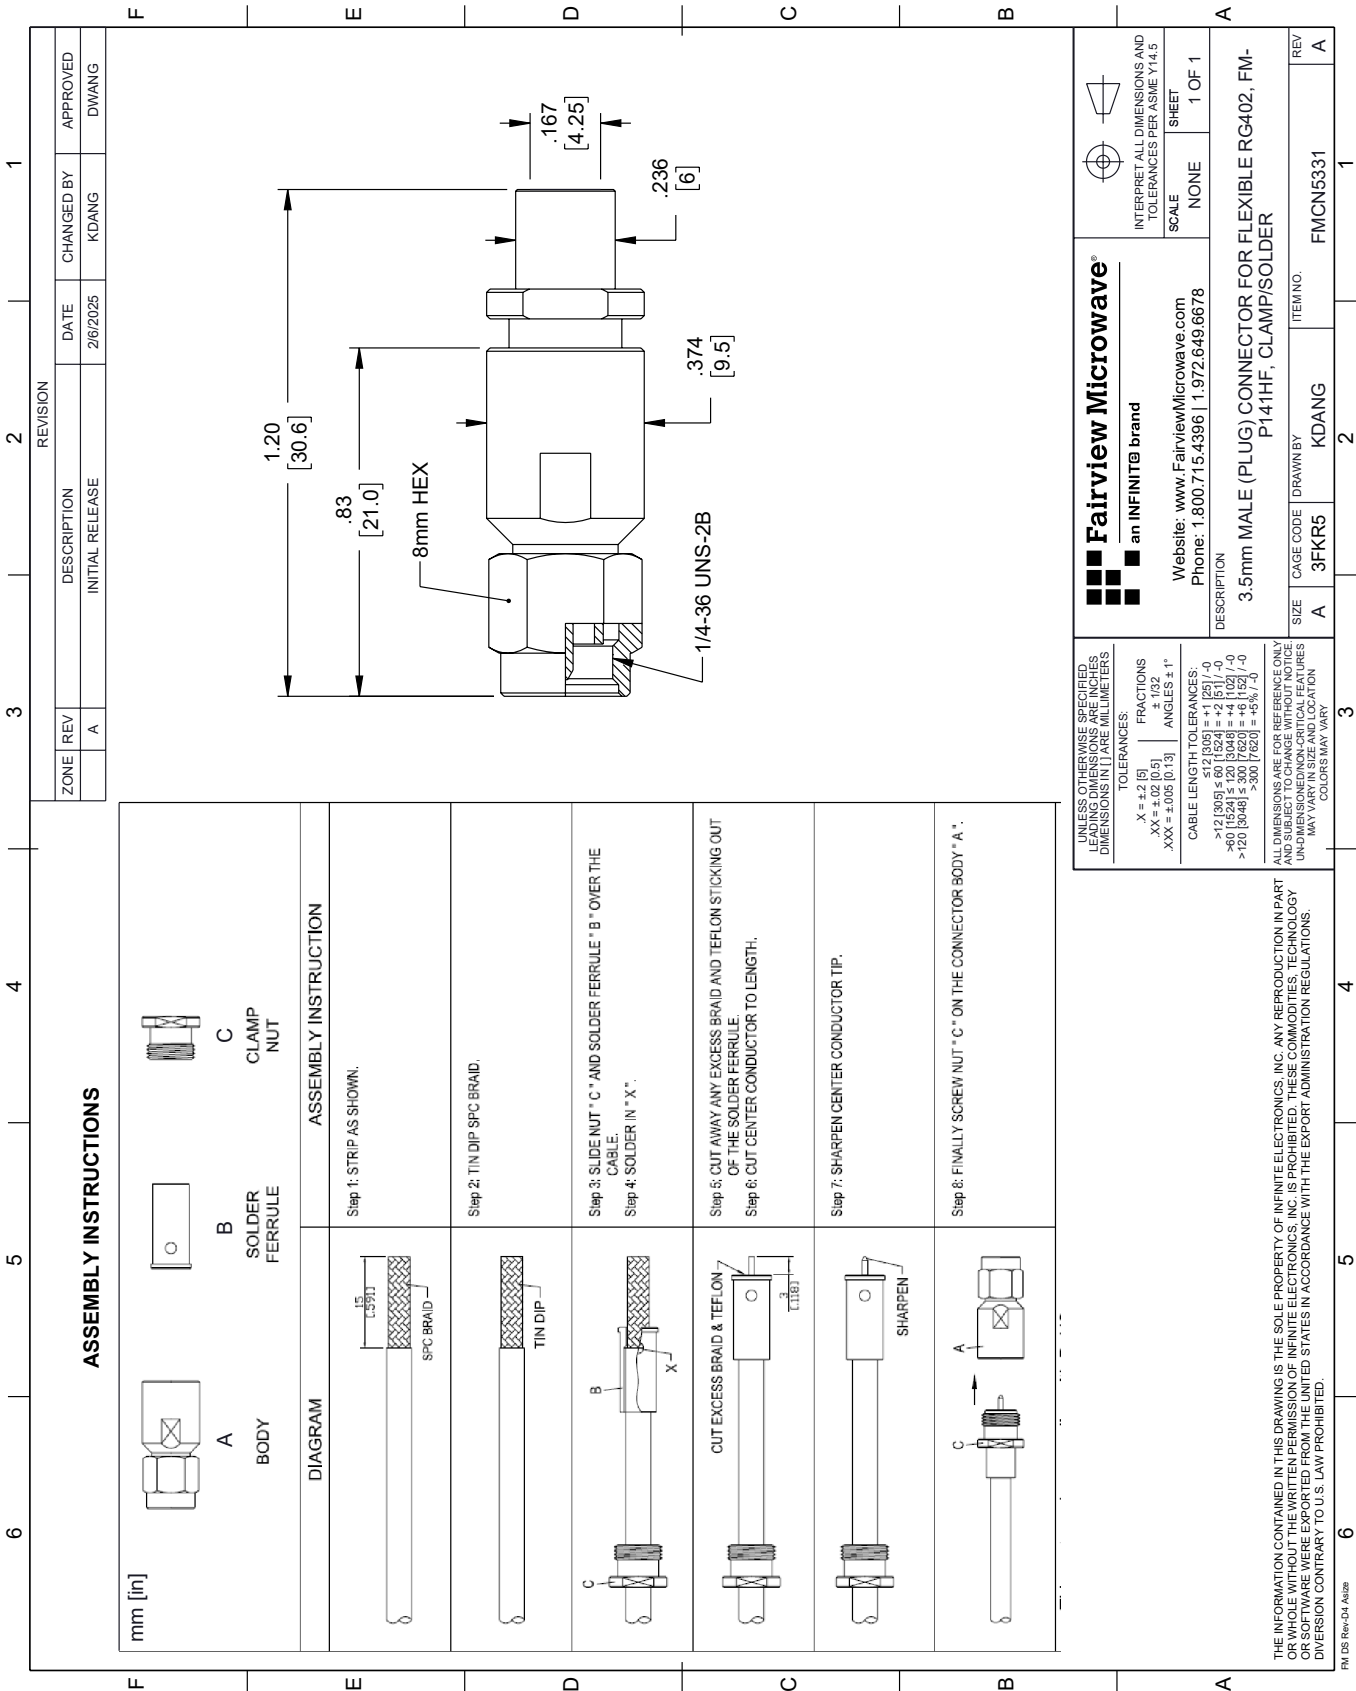 6
5
4
3
2
1
F
E
D
C
B
A
REVISION
ZONE REV DESCRIPTION DATE CHANGED BY APPROVED
A INITIAL RELEASE 2/6/2025 KDANG DWANG
ASSEMBLY INSTRUCTIONS
mm [in]
A
BODY
B
SOLDER
FERRULE
C
CLAMP
NUT
DIAGRAM ASSEMBLY INSTRUCTION
15
[.591]
SPC BRAID
Step 1: STRIP AS SHOWN.
TIN DIP
Step 2: TIN DIP SPC BRAID.
C
B
X
Step 3: SLIDE NUT " C " AND SOLDER FERRULE " B " OVER THE
CABLE.
Step 4: SOLDER IN " X ".
CUT EXCESS BRAID & TEFLON
3
[.118]
Step 5: CUT AWAY ANY EXCESS BRAID AND TEFLON STICKING OUT
OF THE SOLDER FERRULE.
Step 6: CUT CENTER CONDUCTOR TO LENGTH.
SHARPEN
Step 7: SHARPEN CENTER CONDUCTOR TIP.
C
A
Step 8: FINALLY SCREW NUT " C " ON THE CONNECTOR BODY " A ".
1.20
[30.6]
.83
[21.0]
8mm HEX
1/4-36 UNS-2B
.374
[9.5]
.236
[6]
.167
[4.25]
UNLESS OTHERWISE SPECIFIED
LEADING DIMENSIONS ARE INCHES
DIMENSIONS IN [ ] ARE MILLIMETERS
TOLERANCES:
.X = ±.2 [5] FRACTIONS
.XX = ±.02 [0.5] ± 1/32
.XXX = ±.005 [0.13] ANGLES ± 1°
CABLE LENGTH TOLERANCES:
≤12 [305] = +1 [25] / -0
>12 [305] ≤ 60 [1524] = +2 [51] / -0
>60 [1524] ≤ 120 [3048] = +4 [102] / -0
>120 [3048] ≤ 300 [7620] = +6 [152] / -0
>300 [7620] = +5% / -0
ALL DIMENSIONS ARE FOR REFERENCE ONLY
AND SUBJECT TO CHANGE WITHOUT NOTICE.
UN-DIMENSIONED/NON-CRITICAL FEATURES
MAY VARY IN SIZE AND LOCATION
COLORS MAY VARY
Fairview Microwave®
an INFINIT@ brand
Website: www.FairviewMicrowave.com
Phone: 1.800.715.4396 | 1.972.649.6678
INTERPRET ALL DIMENSIONS AND
TOLERANCES PER ASME Y14.5
SCALE NONE
SHEET 1 OF 1
DESCRIPTION
3.5mm MALE (PLUG) CONNECTOR FOR FLEXIBLE RG402, FM-
P141HF, CLAMP/SOLDER
SIZE A
CAGE CODE 3FKR5
DRAWN BY KDANG
ITEM NO. FMCN5331
REV A
THE INFORMATION CONTAINED IN THIS DRAWING IS THE SOLE PROPERTY OF INFINITE ELECTRONICS, INC. ANY REPRODUCTION IN PART
OR WHOLE WITHOUT THE WRITTEN PERMISSION OF INFINITE ELECTRONICS, INC. IS PROHIBITED. THESE COMMODITIES, TECHNOLOGY
OR SOFTWARE WERE EXPORTED FROM THE UNITED STATES IN ACCORDANCE WITH THE EXPORT ADMINISTRATION REGULATIONS.
DIVERSION CONTRARY TO U.S. LAW PROHIBITED.
FM DS Rev-D4 Asize
F
E
D
C
B
A
6
5
4
3
2
1